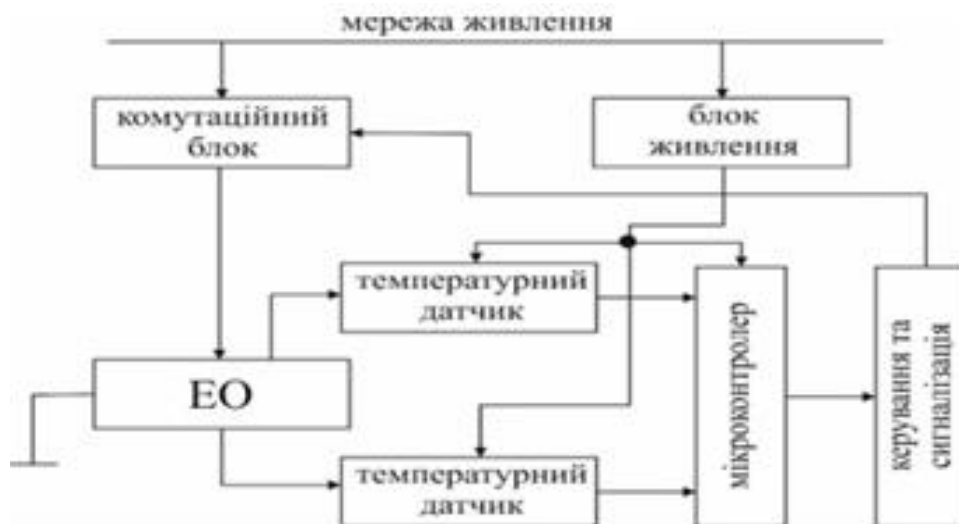 мережа живлення
комутаційний
блок
блок
живлення
температурний
датчик
ЕО
температурний
датчик
мікроконтролер
керування та
сигналізація